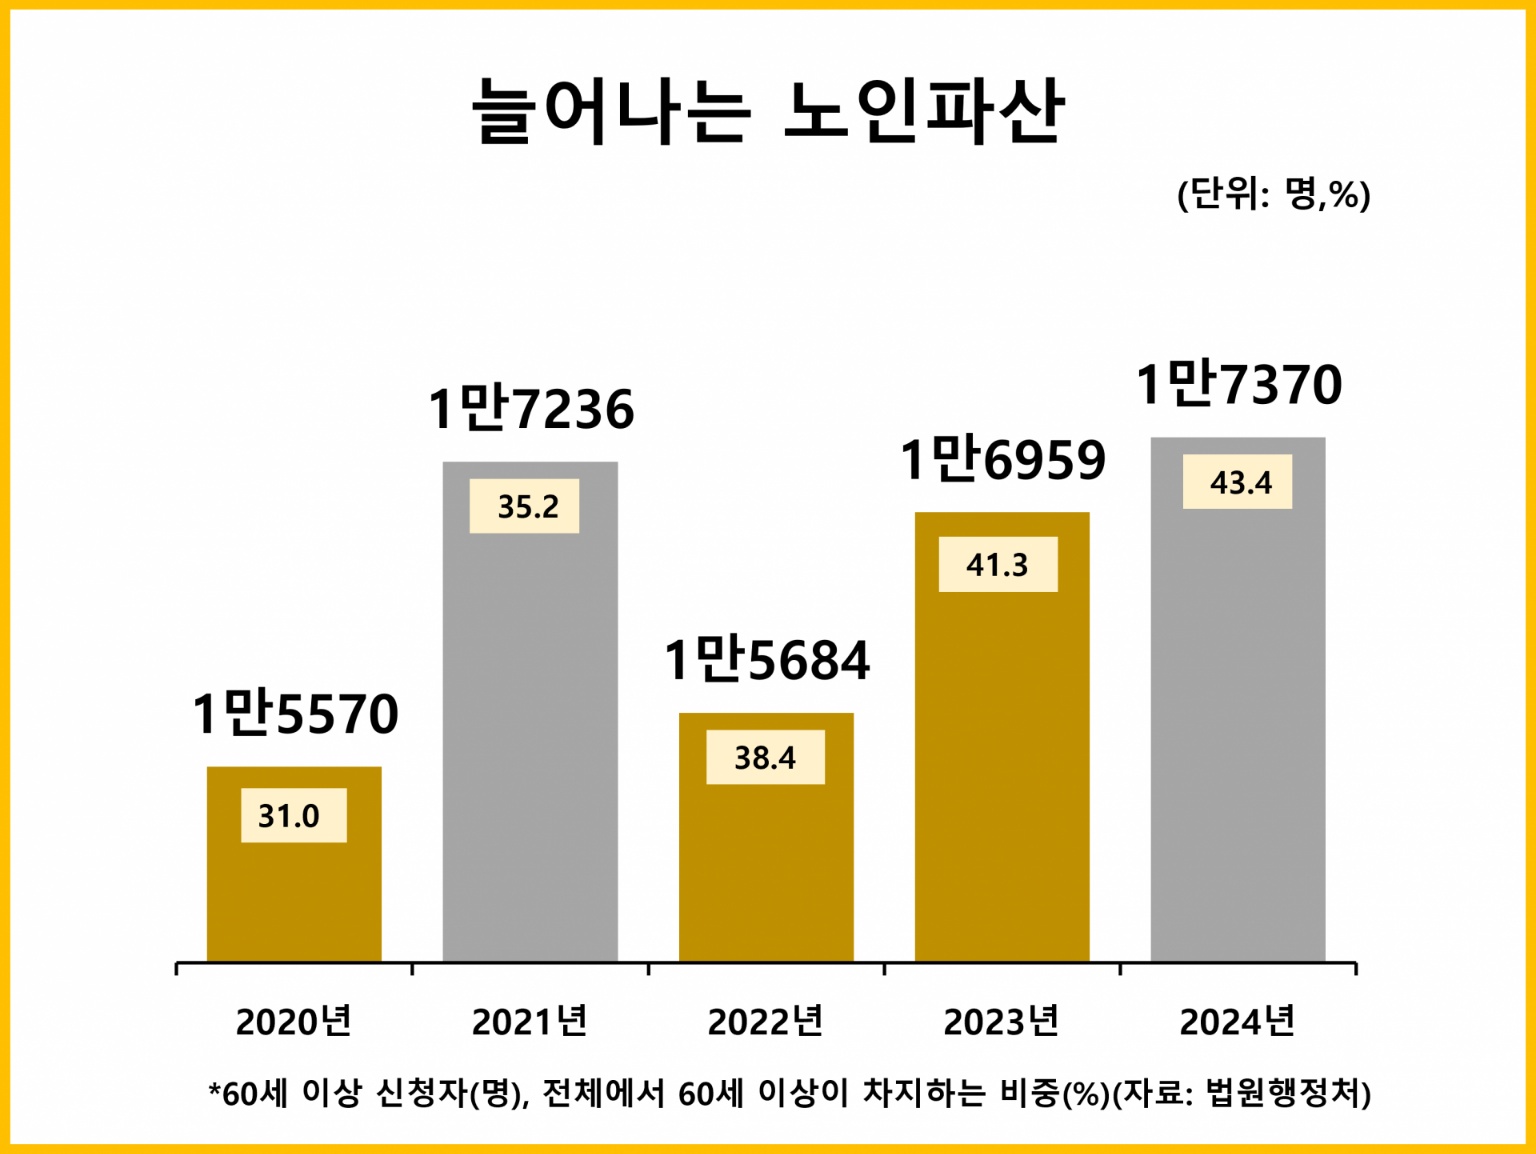 늘어나는 노인파산
(단위: 명,%)
1만5570
1만7236
1만5684
1만6959
1만7370
31.0
35.2
38.4
41.3
43.4
2020년
2021년
2022년
2023년
2024년
*60세 이상 신청자(명), 전체에서 60세 이상이 차지하는 비중(%)(자료: 법원행정처)